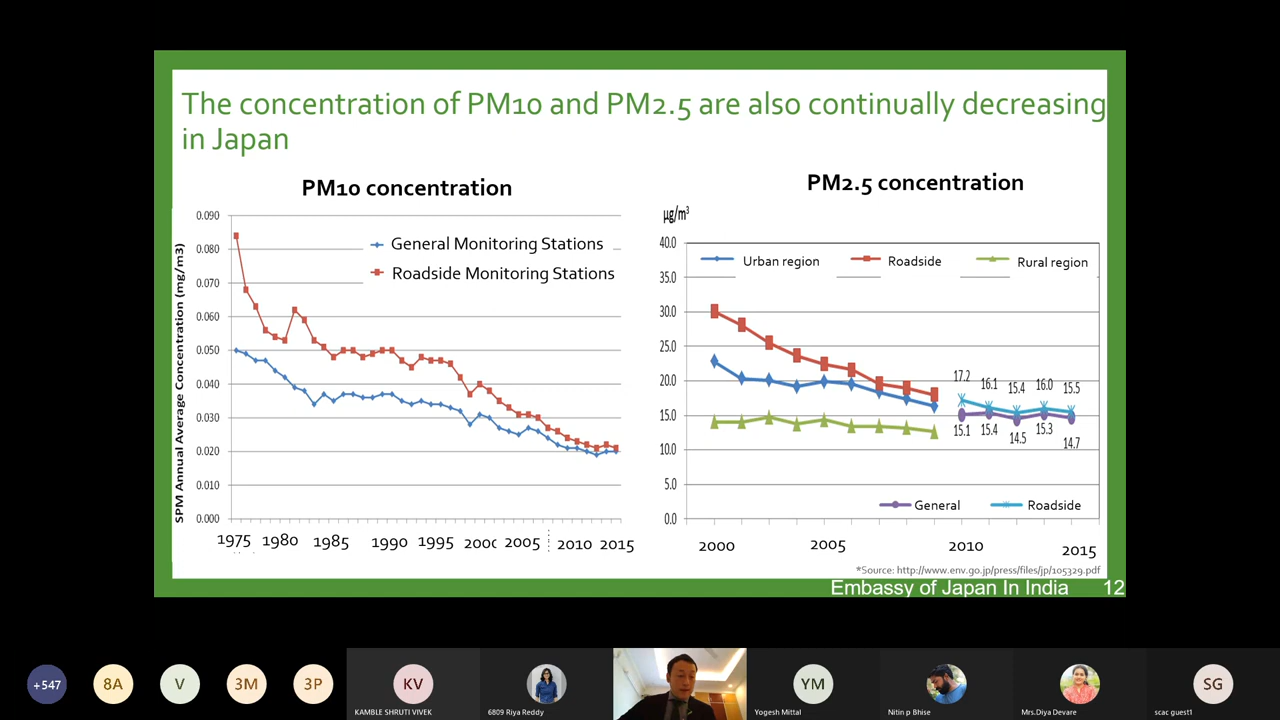 The concentration of PM10 and PM2.5 are also continually decreasing
in Japan
PM10 concentration
SPM Annual Average Concentration (mg/m3)
0.090
0.080
0.070
0.060
0.050
0.040
0.030
0.020
0.010
0.000
General Monitoring Stations
Roadside Monitoring Stations
1975 1980 1985 1990 1995 2000 2005 2010 2015
PM2.5 concentration
µg/m³
40.0
35.0
30.0
25.0
20.0
15.0
10.0
5.0
0.0
Urban region Roadside Rural region
17.2 16.1 15.4 16.0 15.5
15.1 15.4 14.5 15.3 14.7
General Roadside
2000 2005 2010 2015
*Source: http://www.env.go.jp/press/files/jp/105329.pdf
Embassy of Japan In India 12
+547 8A V 3M 3P KV YM SG
KAMBLE SHRUTI VIVEK 6809 Riya Reddy Yogesh Mittal Nitin p Bhise Mrs.Diya Devare scac guest1